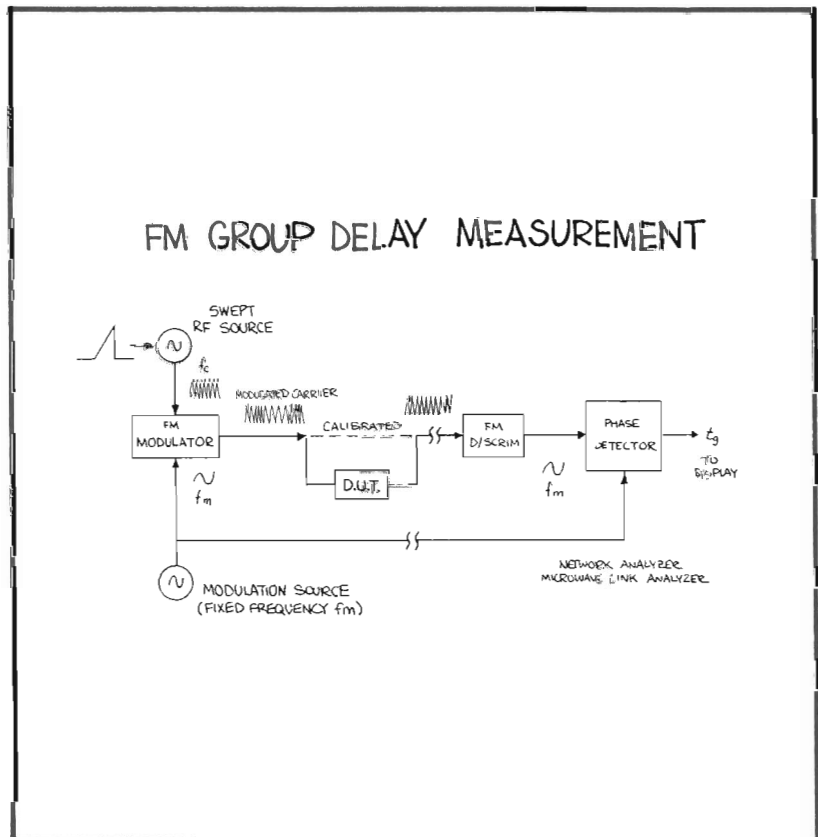 FM GROUP DELAY MEASUREMENT
SWEPT
RF SOURCE
fc
MODULATED CARRIER
FM
MODULATOR
CALIBRATED
FM
DISCRIM
PHASE
DETECTOR
tg
TO
DISPLAY
fm
D.U.T.
fm
NETWORK ANALYZER
MICROWAVE LINK ANALYZER
MODULATION SOURCE
(FIXED FREQUENCY fm)